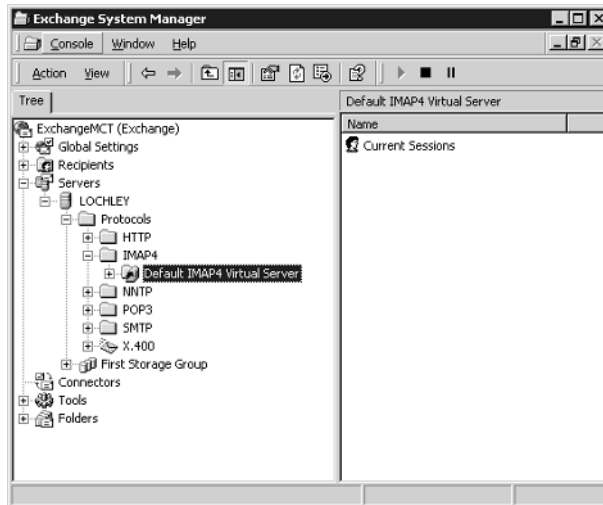 Exchange System Manager
Console Window Help
Action View
Tree
Default IMAP4 Virtual Server
ExchangeMCT (Exchange)
Global Settings
Recipients
Servers
LOCHLEY
Protocols
HTTP
IMAP4
Default IMAP4 Virtual Server
NNTP
POP3
SMTP
X.400
First Storage Group
Connectors
Tools
Folders
Name
Current Sessions